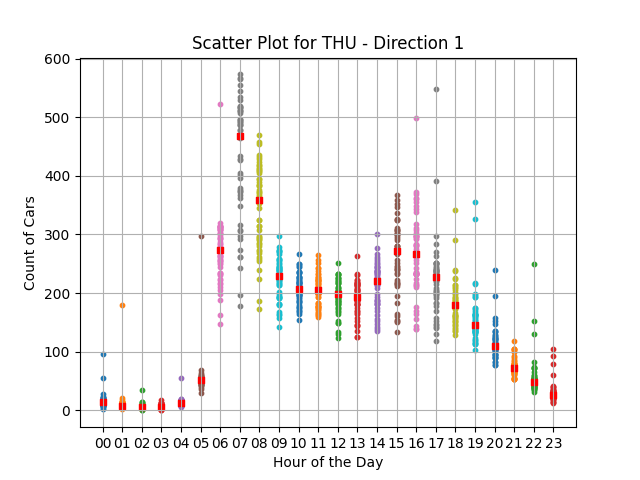 Scatter Plot for THU - Direction 1
600
500
400
300
200
100
0
Count of Cars
00 01 02 03 04 05 06 07 08 09 10 11 12 13 14 15 16 17 18 19 20 21 22 23
Hour of the Day